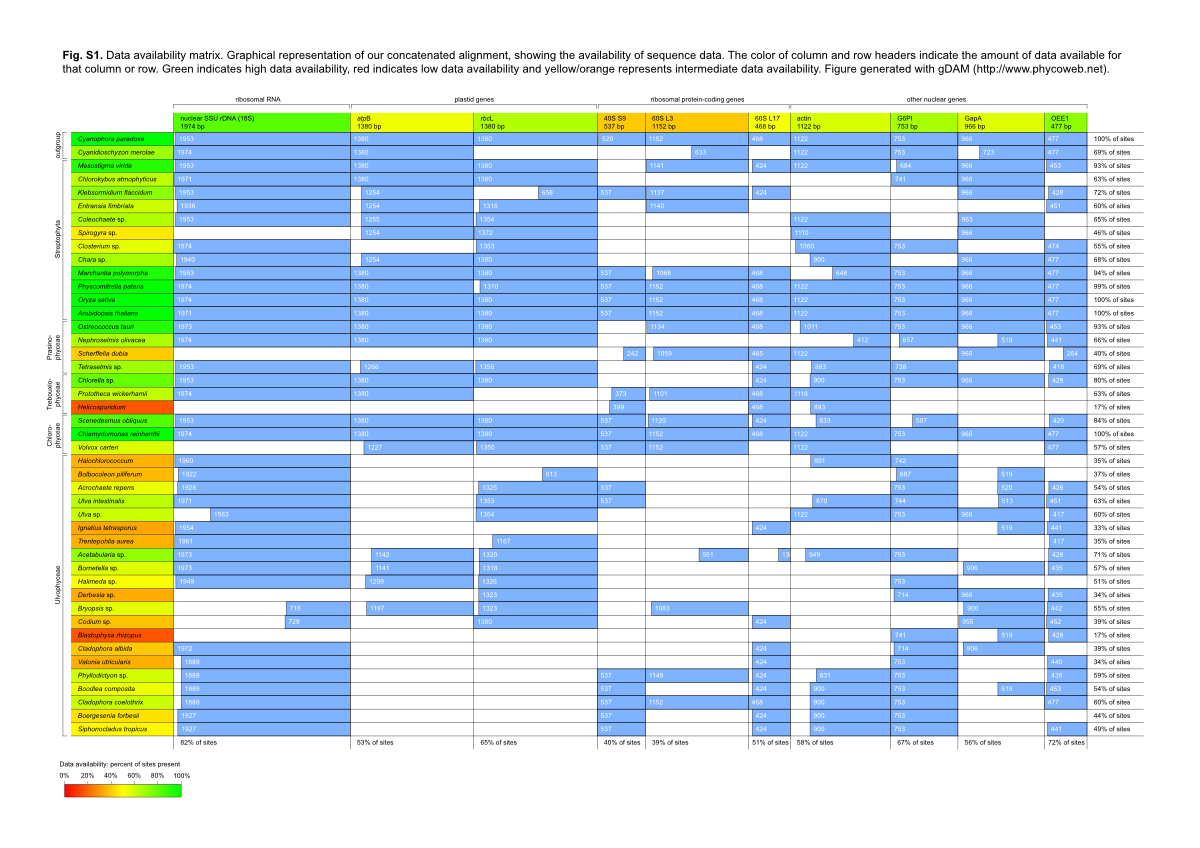 Fig. S1. Data availability matrix. Graphical representation of our concatenated alignment, showing the availability of sequence data. The color of column and row headers indicate the amount of data available for
that column or row. Green indicates high data availability, red indicates low data availability and yellow/orange represents intermediate data availability. Figure generated with gDAM (http://www.phycoweb.net).
ribosomal RNA plastid genes ribosomal protein-coding genes other nuclear genes
nuclear SSU rDNA (18S) atpB rbcL 40S S9 60S L3 60S L17 actin G6PI GapA OEE1
1974 bp 1380 bp 1380 bp 537 bp 1152 bp 468 bp 1122 bp 753 bp 966 bp 477 bp
outgroup
Cyanophora paradoxa 1953 1380 1380 520 1152 468 1122 753 966 477 100% of sites
Cyanidioschyzon merolae 1974 1380 1380 633 1122 723 477 69% of sites
Streptophyta
Mesostigma viride 1953 1380 1380 1141 424 1122 684 966 453 93% of sites
Chlorokybus atmophyticus 1971 1380 1380 741 966 63% of sites
Klebsormidium flaccidum 1953 1254 658 537 1137 424 966 428 72% of sites
Entransia fimbriata 1936 1254 1316 1140 451 60% of sites
Coleochaete sp. 1953 1255 1354 1122 963 65% of sites
Spirogyra sp. 1254 1372 1110 966 46% of sites
Closterium sp. 1974 1353 1060 753 474 55% of sites
Chara sp. 1940 1254 1380 900 966 477 68% of sites
Marchantia polymorpha 1953 1380 1380 537 1068 468 648 753 966 477 94% of sites
Physcomitrella patens 1974 1380 1310 537 1152 468 1122 753 966 477 99% of sites
Oryza sativa 1974 1380 1380 537 1152 468 1122 753 966 477 100% of sites
Arabidopsis thaliana 1971 1380 1380 537 1152 468 1122 753 966 477 100% of sites
Prasino-
phyceae
Ostreococcus tauri 1973 1380 1380 1134 468 1011 753 966 453 93% of sites
Nephroselmis olivacea 1974 1380 1380 412 657 519 441 66% of sites
Scherffelia dubia 242 1059 465 1122 966 264 40% of sites
Tetraselmis sp. 1953 1266 1356 424 883 738 418 69% of sites
Trebouxio-
phyceae
Chlorella sp. 1953 1380 1380 424 900 753 966 428 80% of sites
Prototheca wickerhamii 1974 1380 373 1101 468 1118 63% of sites
Helicosporidium 399 468 893 17% of sites
Chloro-
phyceae
Scenedesmus obliquus 1953 1380 1380 537 1120 424 833 507 420 84% of sites
Chlamydomonas reinhardtii 1974 1380 1380 537 1152 468 1122 753 966 477 100% of sites
Volvox carteri 1227 1350 537 1152 1122 477 57% of sites
Ulvophyceae
Halochlorococcum 1960 891 742 35% of sites
Bolbocoleon piliferum 1922 613 687 519 37% of sites
Acrochaete repens 1928 1325 537 753 520 426 54% of sites
Ulva intestinalis 1971 1353 537 870 744 513 451 63% of sites
Ulva sp. 1563 1354 1122 753 966 417 60% of sites
Ignatius tetrasporus 1954 424 519 441 33% of sites
Trentepohlia aurea 1961 1167 417 35% of sites
Acetabularia sp. 1973 1142 1320 551 949 753 428 71% of sites
Bornetella sp. 1973 1141 1318 906 435 57% of sites
Halimeda sp. 1949 1209 1326 753 51% of sites
Derbesia sp. 1323 714 966 435 34% of sites
Bryopsis sp. 716 1197 1323 1083 900 442 55% of sites
Codium sp. 729 1380 424 955 452 39% of sites
Blastophysa rhizopus 741 519 428 17% of sites
Cladophora albida 1972 424 714 906 39% of sites
Valonia utricularis 1889 424 753 440 34% of sites
Phyllodictyon sp. 1889 537 1149 424 831 753 438 59% of sites
Boodlea composita 1889 537 424 900 753 519 453 54% of sites
Cladophora coelothrix 1889 537 1152 468 900 753 477 60% of sites
Boergesenia forbesii 1927 537 424 900 753 44% of sites
Siphonocladus tropicus 1927 537 424 900 753 441 49% of sites
82% of sites 53% of sites 65% of sites 40% of sites 39% of sites 51% of sites 58% of sites 67% of sites 56% of sites 72% of sites
Data availability: percent of sites present
0% 20% 40% 60% 80% 100%